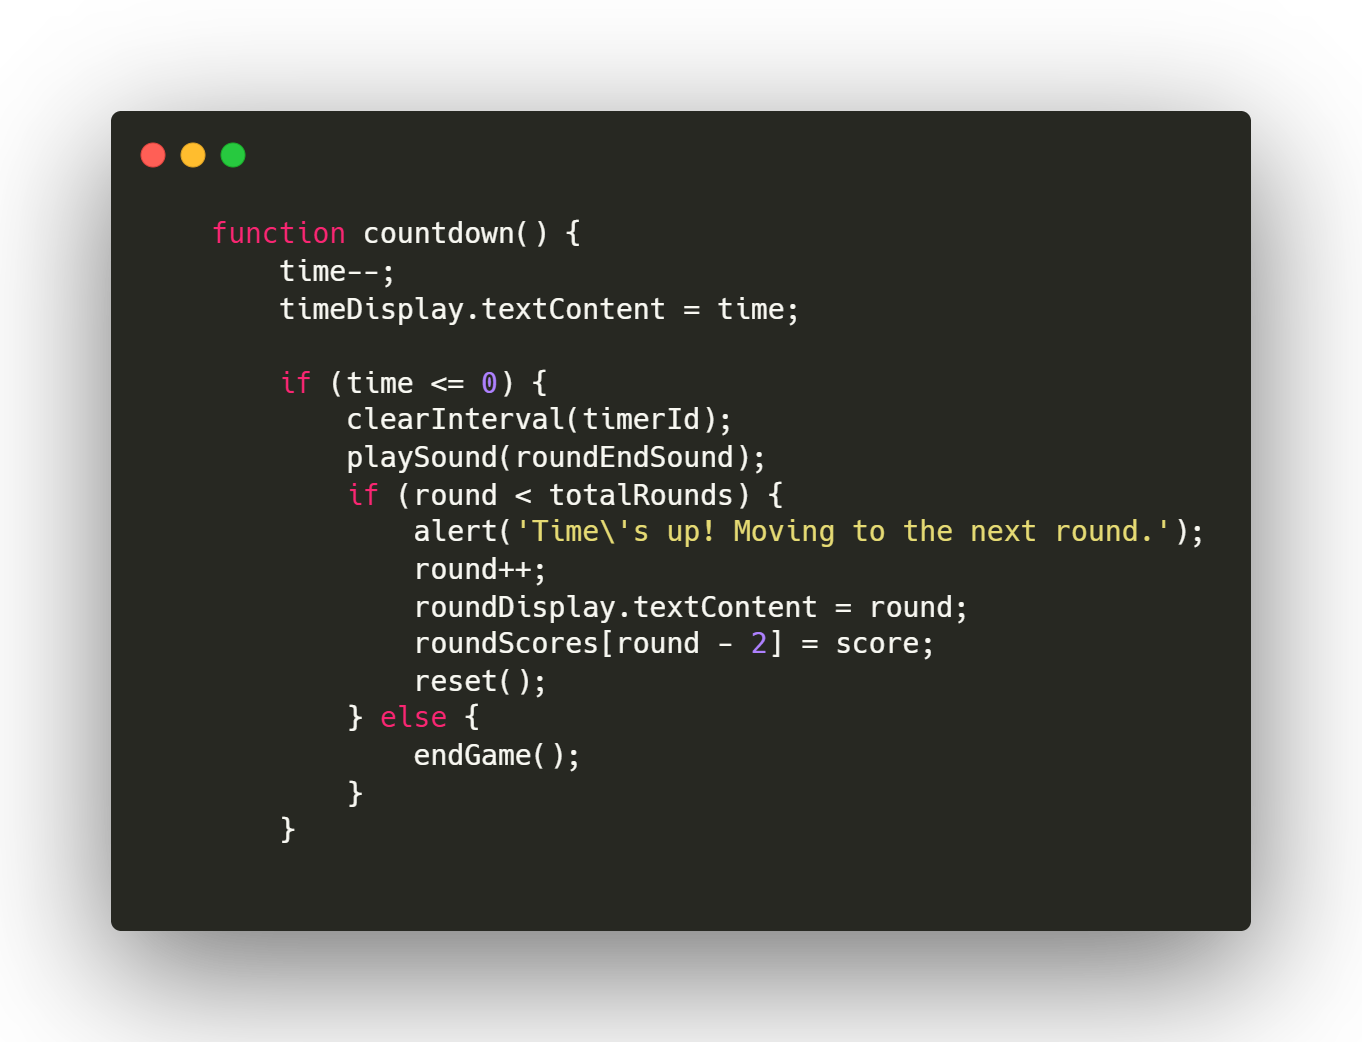 function countdown() {
    time--;
    timeDisplay.textContent = time;

    if (time <= 0) {
        clearInterval(timerId);
        playSound(roundEndSound);
        if (round < totalRounds) {
            alert('Time\'s up! Moving to the next round.');
            round++;
            roundDisplay.textContent = round;
            roundScores[round - 2] = score;
            reset();
        } else {
            endGame();
        }
    }